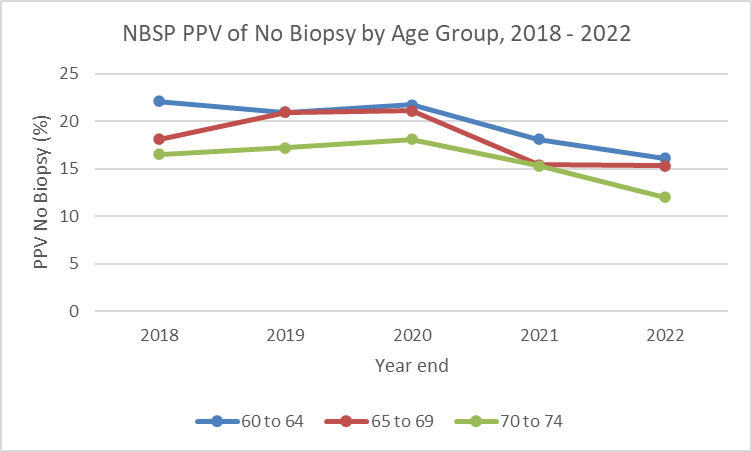 NBSP PPV of No Biopsy by Age Group, 2018 - 2022
PPV No Biopsy (%)
25
20
15
10
5
0
2018 2019 2020 2021 2022
Year end
60 to 64 65 to 69 70 to 74